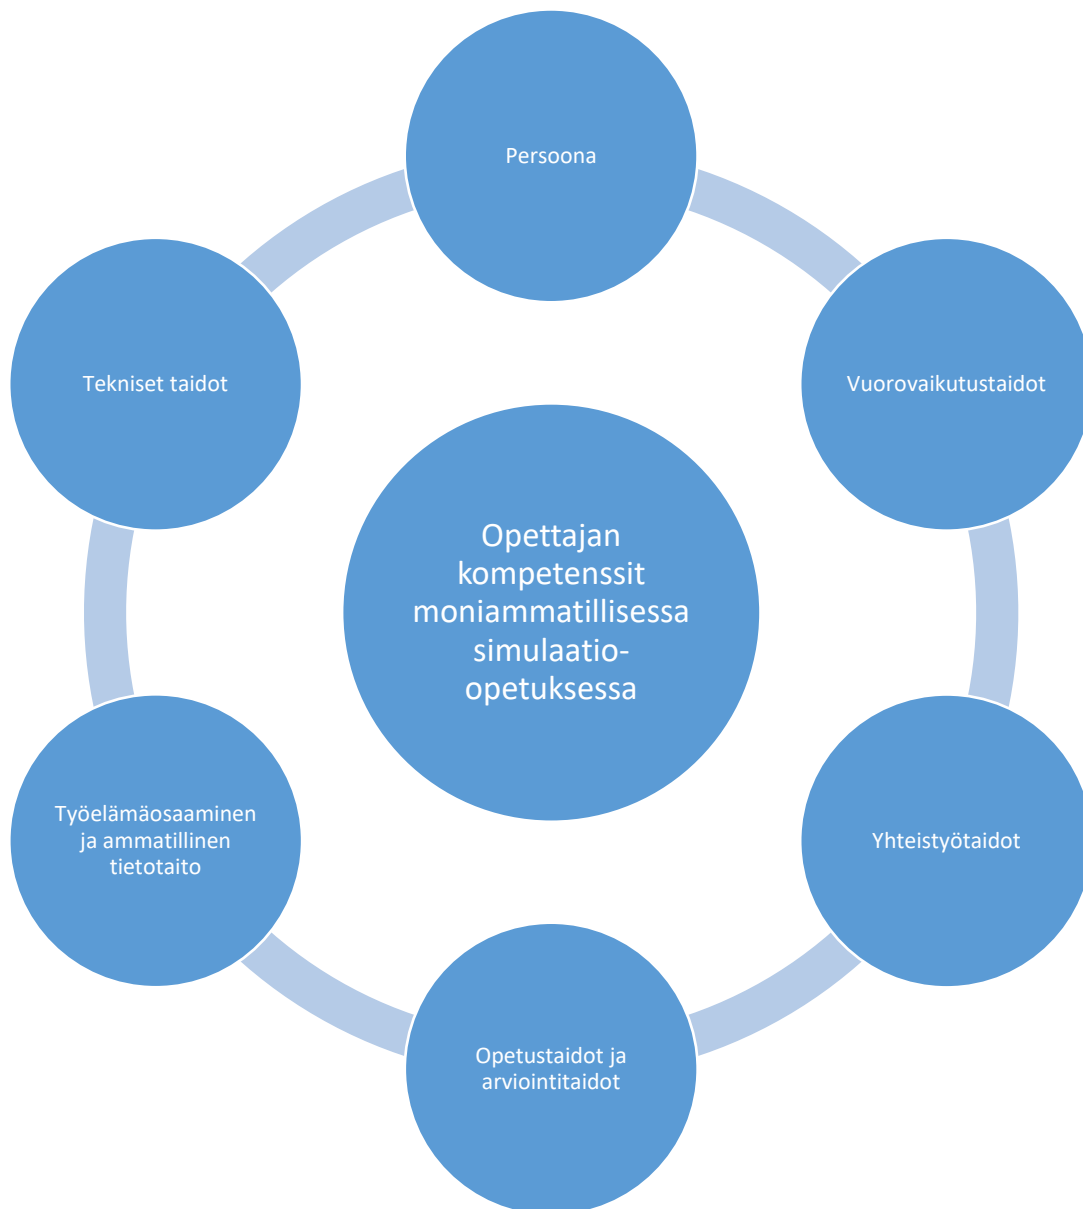 Persoona
Tekniset taidot
Vuorovaikutustaidot
Opettajan
kompetenssit
moniammatillisessa
simulaatio-
opetuksessa
Työelämäosaaminen
ja ammatillinen
tietotaito
Yhteistyötaidot
Opetustaidot ja
arviointitaidot